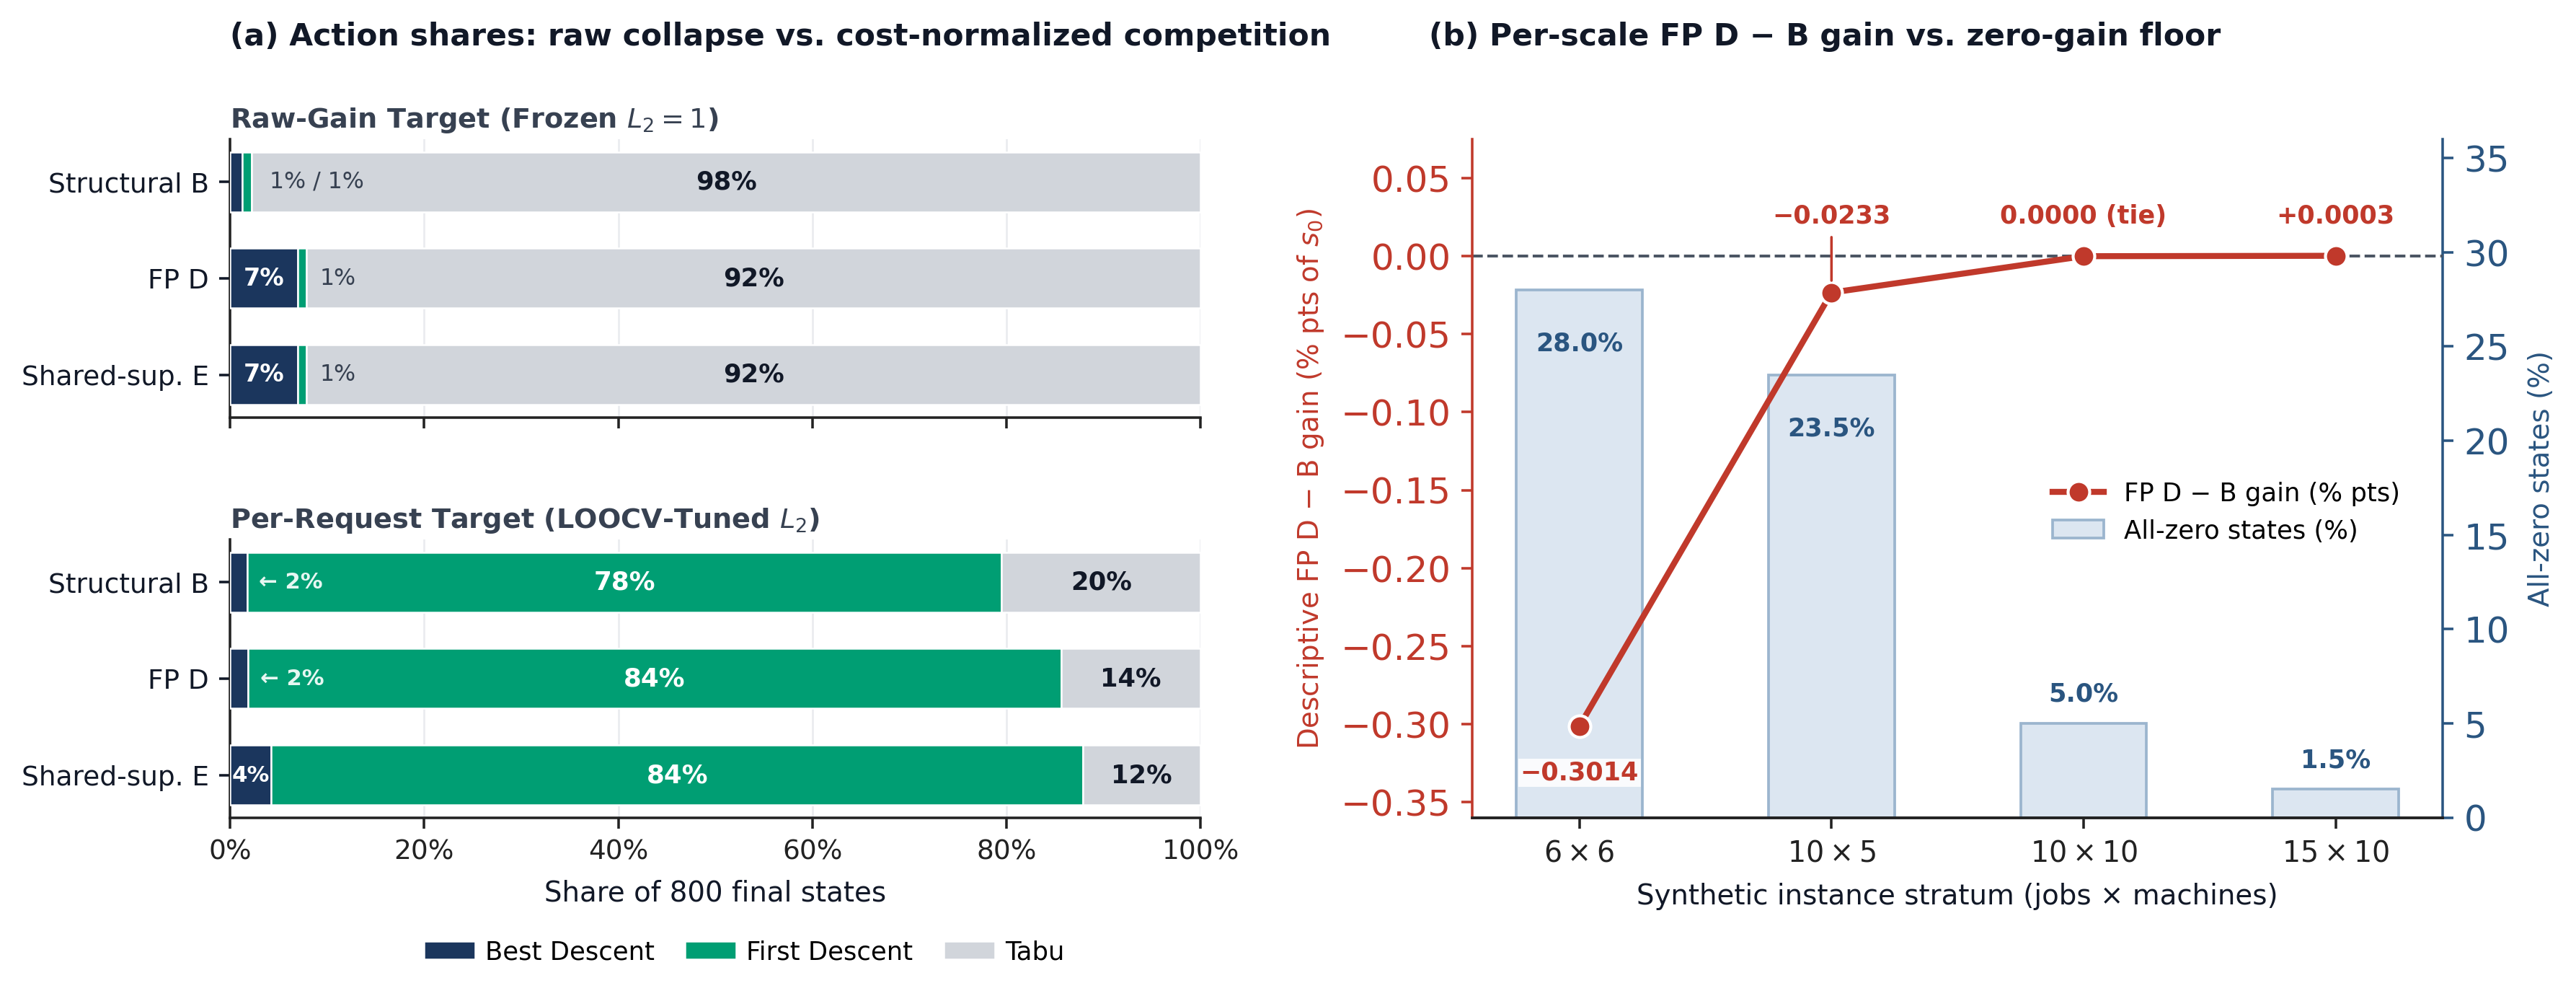 (a) Action shares: raw collapse vs. cost-normalized competition
Raw-Gain Target (Frozen L₂ = 1)
Structural B
1% / 1%
98%
FP D
7%
1%
92%
Shared-sup. E
7%
1%
92%
Per-Request Target (LOOCV-Tuned L₂)
Structural B
← 2%
78%
20%
FP D
← 2%
84%
14%
Shared-sup. E
4%
84%
12%
0%
20%
40%
60%
80%
100%
Share of 800 final states
Best Descent
First Descent
Tabu
(b) Per-scale FP D − B gain vs. zero-gain floor
Descriptive FP D − B gain (% pts of s₀)
0.05
0.00
−0.05
−0.10
−0.15
−0.20
−0.25
−0.30
−0.35
−0.0233
0.0000 (tie)
+0.0003
28.0%
23.5%
5.0%
1.5%
−0.3014
FP D − B gain (% pts)
All-zero states (%)
35
30
25
20
15
10
5
0
All-zero states (%)
6 × 6
10 × 5
10 × 10
15 × 10
Synthetic instance stratum (jobs × machines)